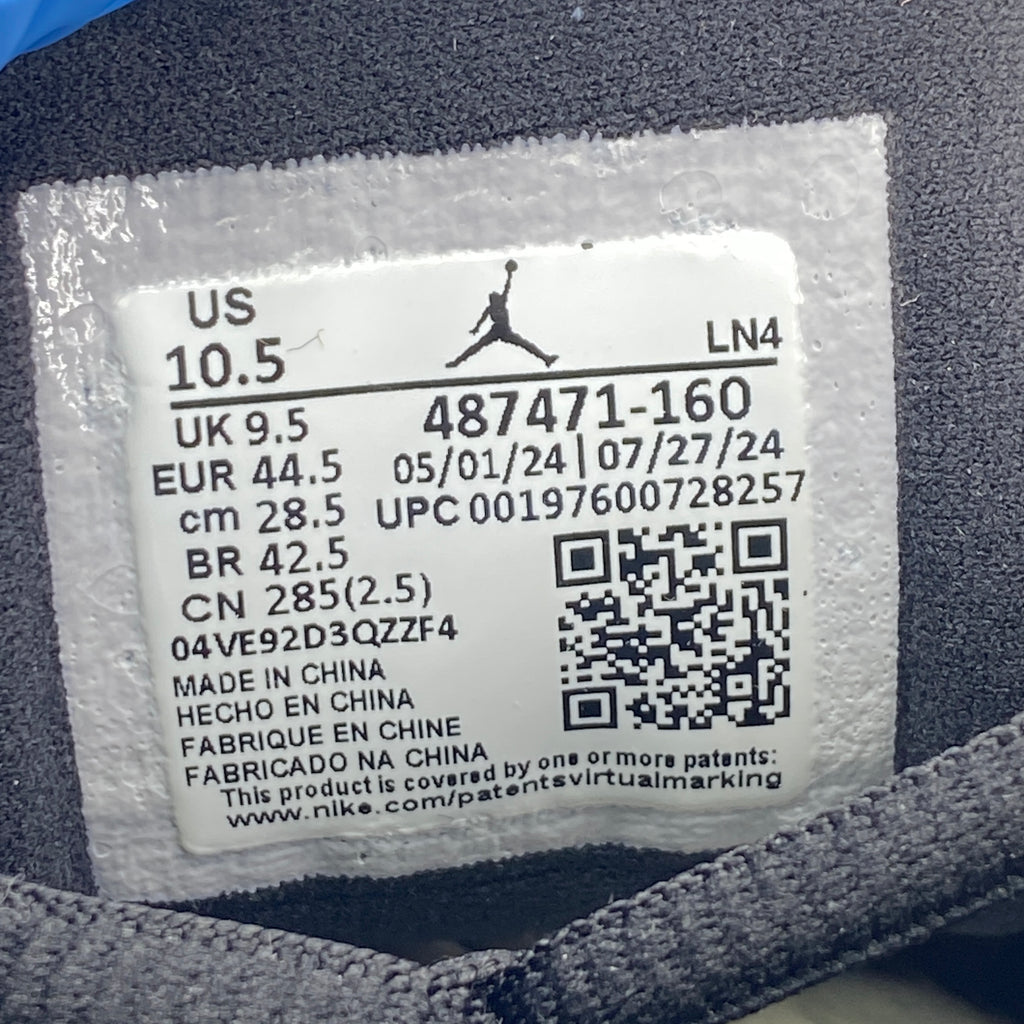 US
10.5
LN4
UK 9.5
487471-160
EUR 44.5
05/01/24 | 07/27/24
cm 28.5
UPC 00197600728257
BR 42.5
CN 285(2.5)
04VE92D3QZZF4
MADE IN CHINA
HECHO EN CHINA
FABRIQUE EN CHINE
FABRICADO NA CHINA
This product is covered by one or more patents:
www.nike.com/patentsvirtualmarking